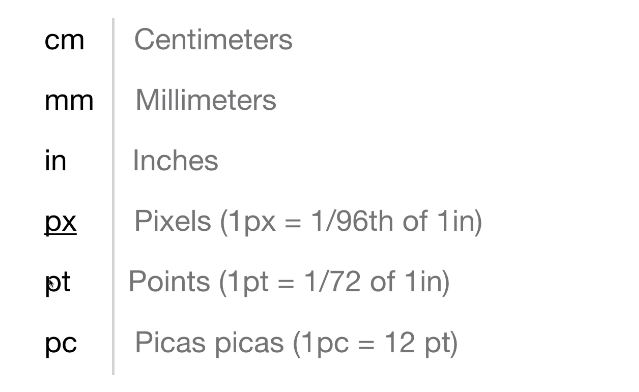 cm Centimeters
mm Millimeters
in Inches
px Pixels (1px = 1/96th of 1in)
pt Points (1pt = 1/72 of 1in)
pc Picas picas (1pc = 12 pt)